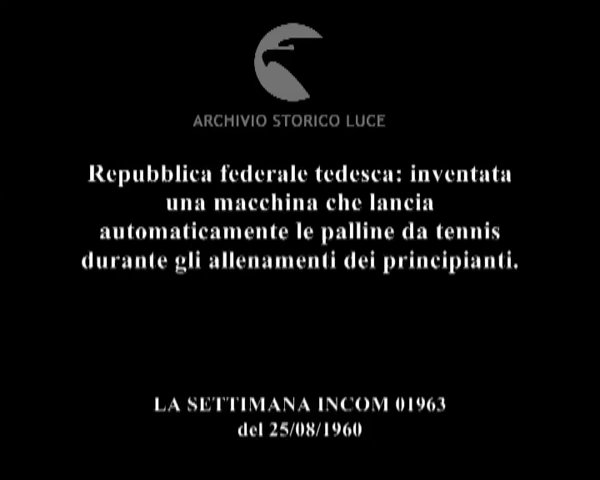 ARCHIVIO STORICO LUCE
Repubblica federale tedesca: inventata
una macchina che lancia
automaticamente le palline da tennis
durante gli allenamenti dei principianti.
LA SETTIMANA INCOM 01963
del 25/08/1960